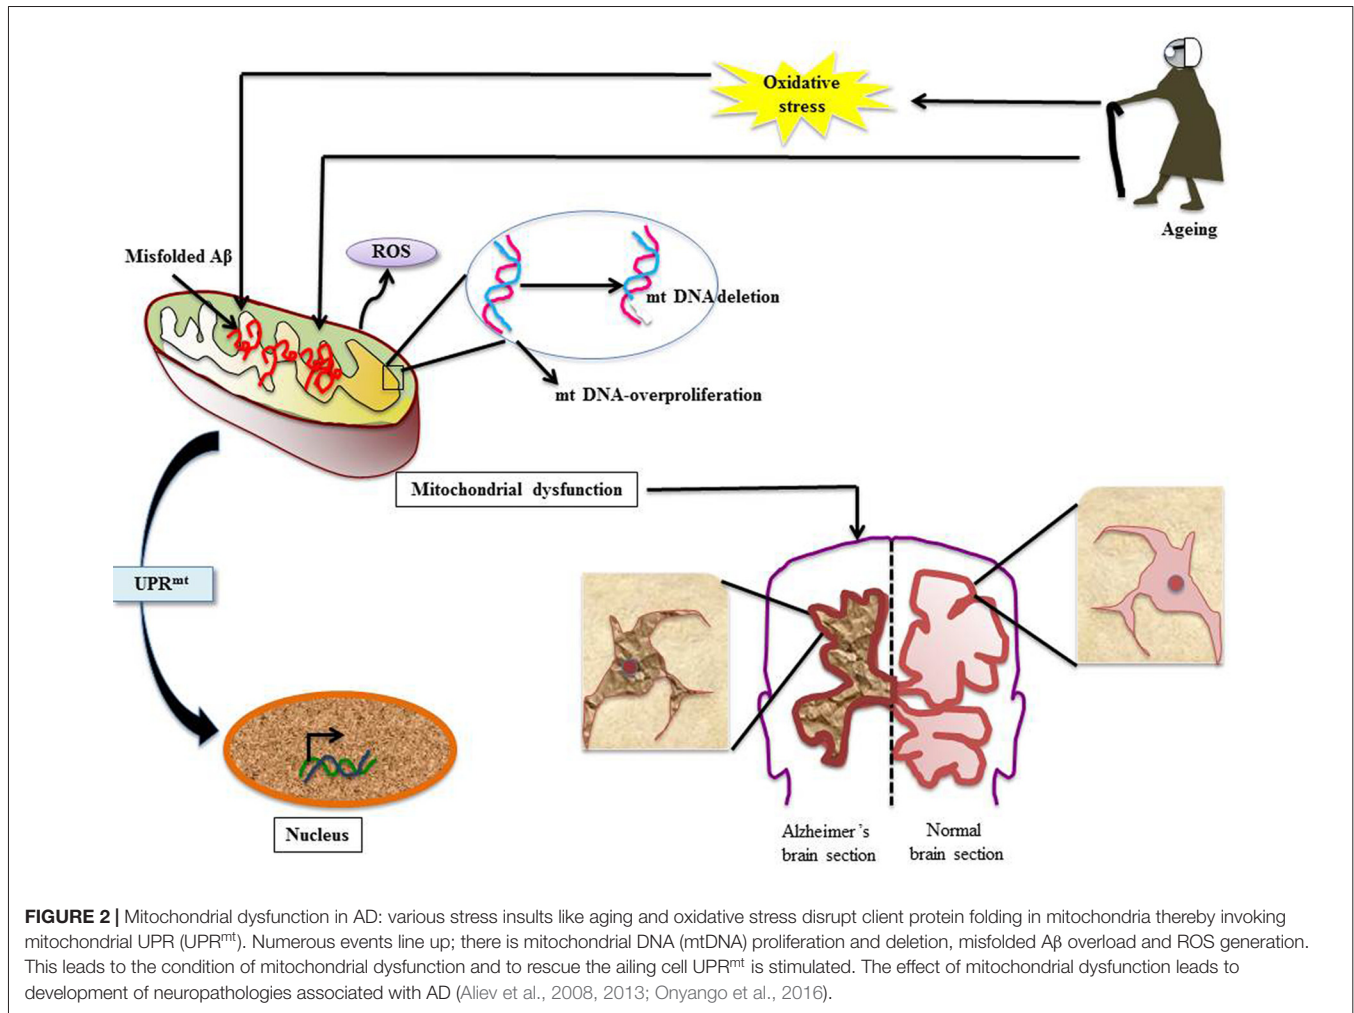 Oxidative
stress
Ageing
Misfolded Aβ
ROS
mt DNA deletion
mt DNA-overproliferation
Mitochondrial dysfunction
UPRmt
Nucleus
Alzheimer's
brain section
Normal
brain section
FIGURE 2 | Mitochondrial dysfunction in AD: various stress insults like aging and oxidative stress disrupt client protein folding in mitochondria thereby invoking
mitochondrial UPR (UPRmt). Numerous events line up; there is mitochondrial DNA (mtDNA) proliferation and deletion, misfolded Aβ overload and ROS generation.
This leads to the condition of mitochondrial dysfunction and to rescue the ailing cell UPRmt is stimulated. The effect of mitochondrial dysfunction leads to
development of neuropathologies associated with AD (Aliev et al., 2008, 2013; Onyango et al., 2016).